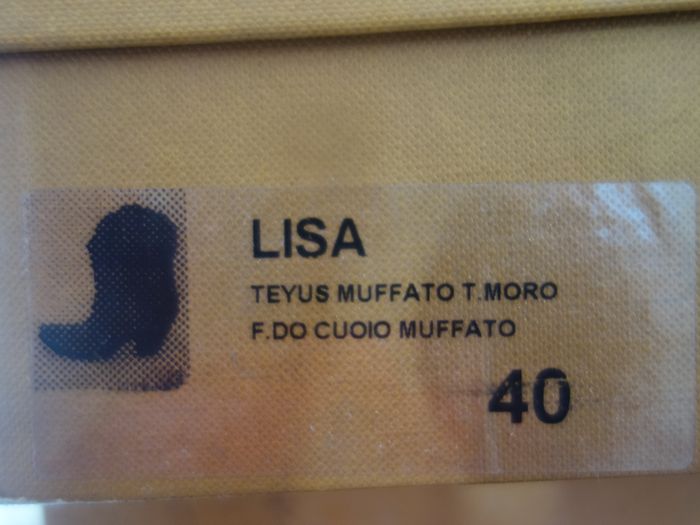 LISA
TEYUS MUFFATO T.MORO
F.DO CUOIO MUFFATO
40